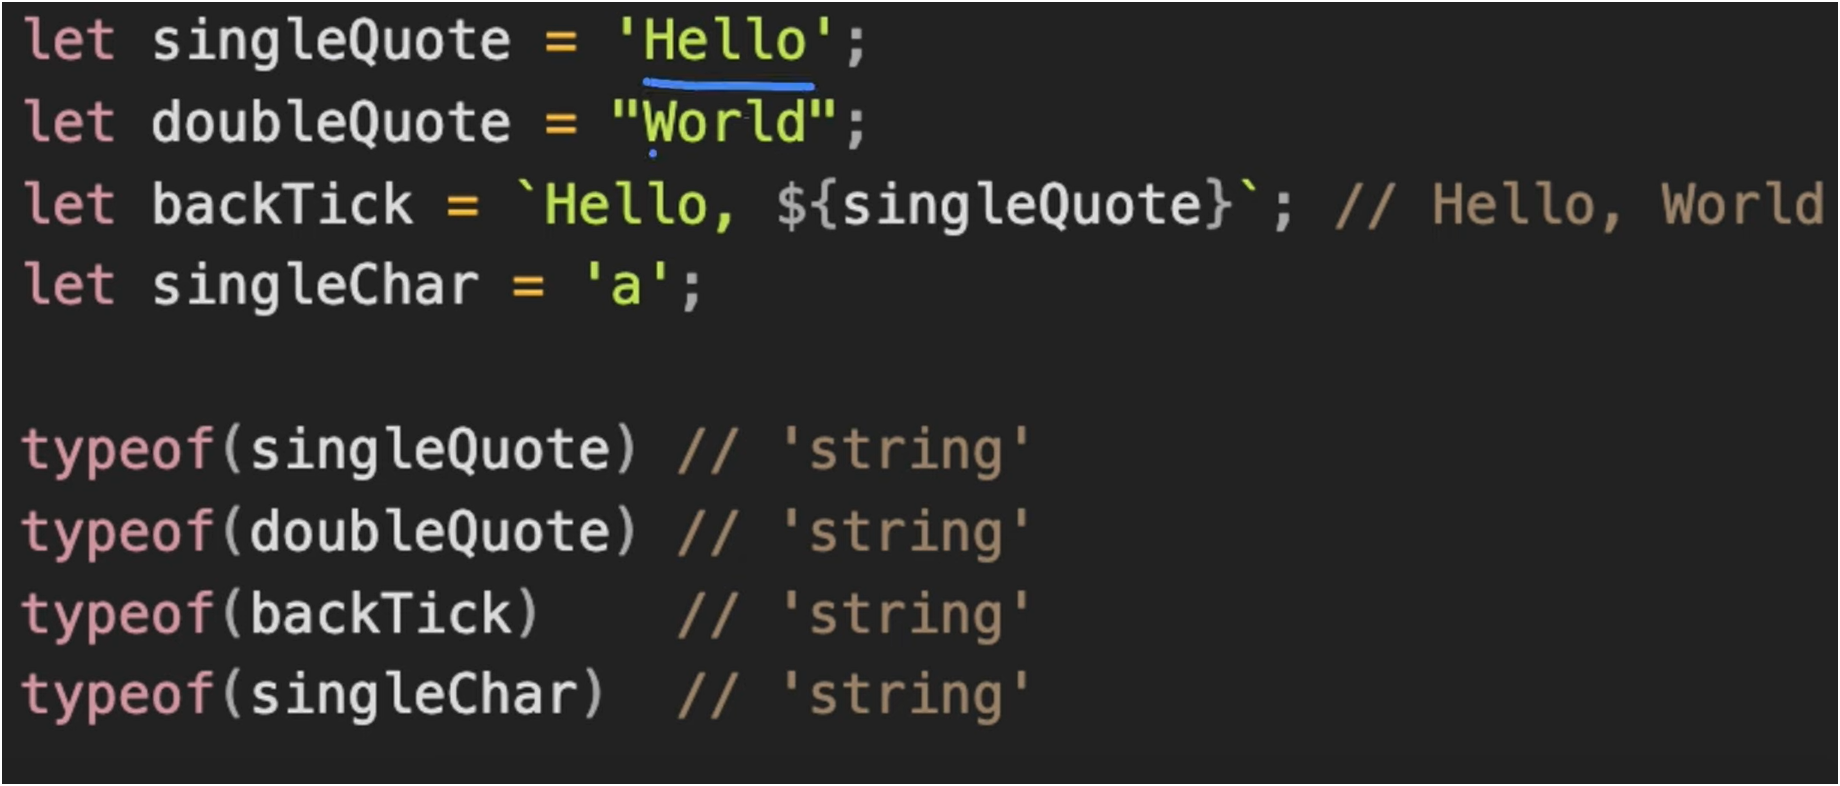 let singleQuote = 'Hello';
let doubleQuote = "World";
let backTick = `Hello, ${singleQuote}`; // Hello, World
let singleChar = 'a';
typeof(singleQuote) // 'string'
typeof(doubleQuote) // 'string'
typeof(backTick)   // 'string'
typeof(singleChar)  // 'string'